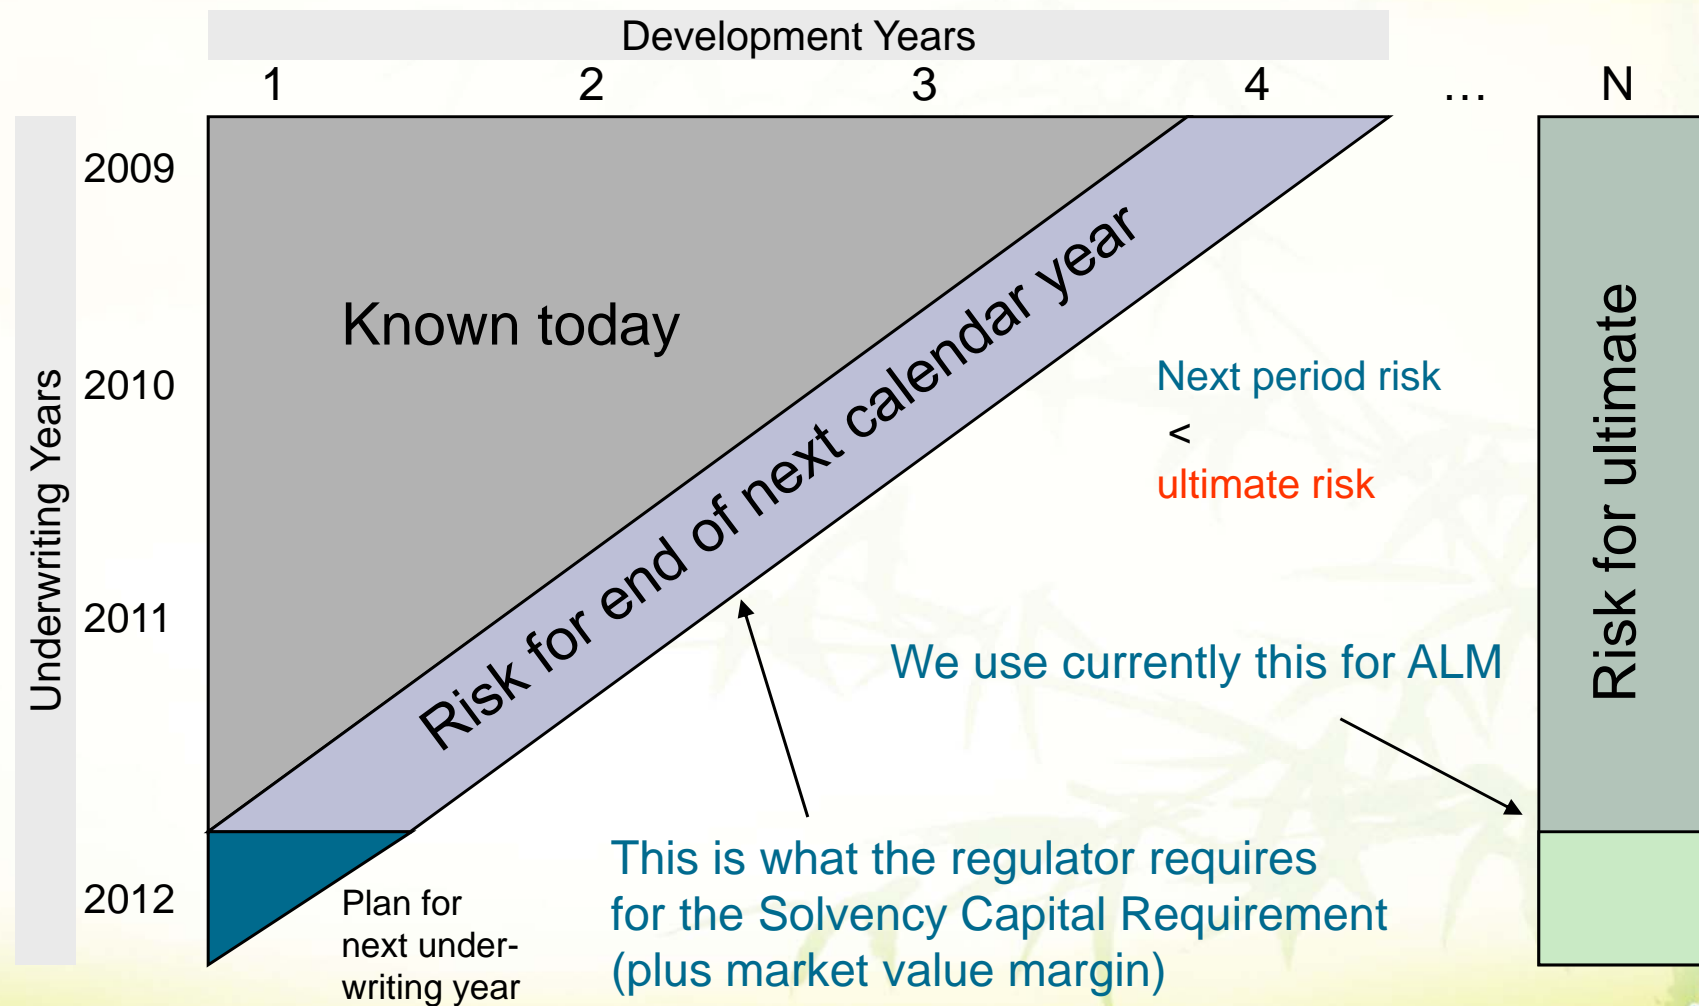 Development Years
1 2 3 4 ... N
Underwriting Years
2009
2010
2011
2012
Known today
Risk for end of next calendar year
Next period risk
<
ultimate risk
Risk for ultimate
We use currently this for ALM
This is what the regulator requires
for the Solvency Capital Requirement
(plus market value margin)
Plan for
next under-
writing year